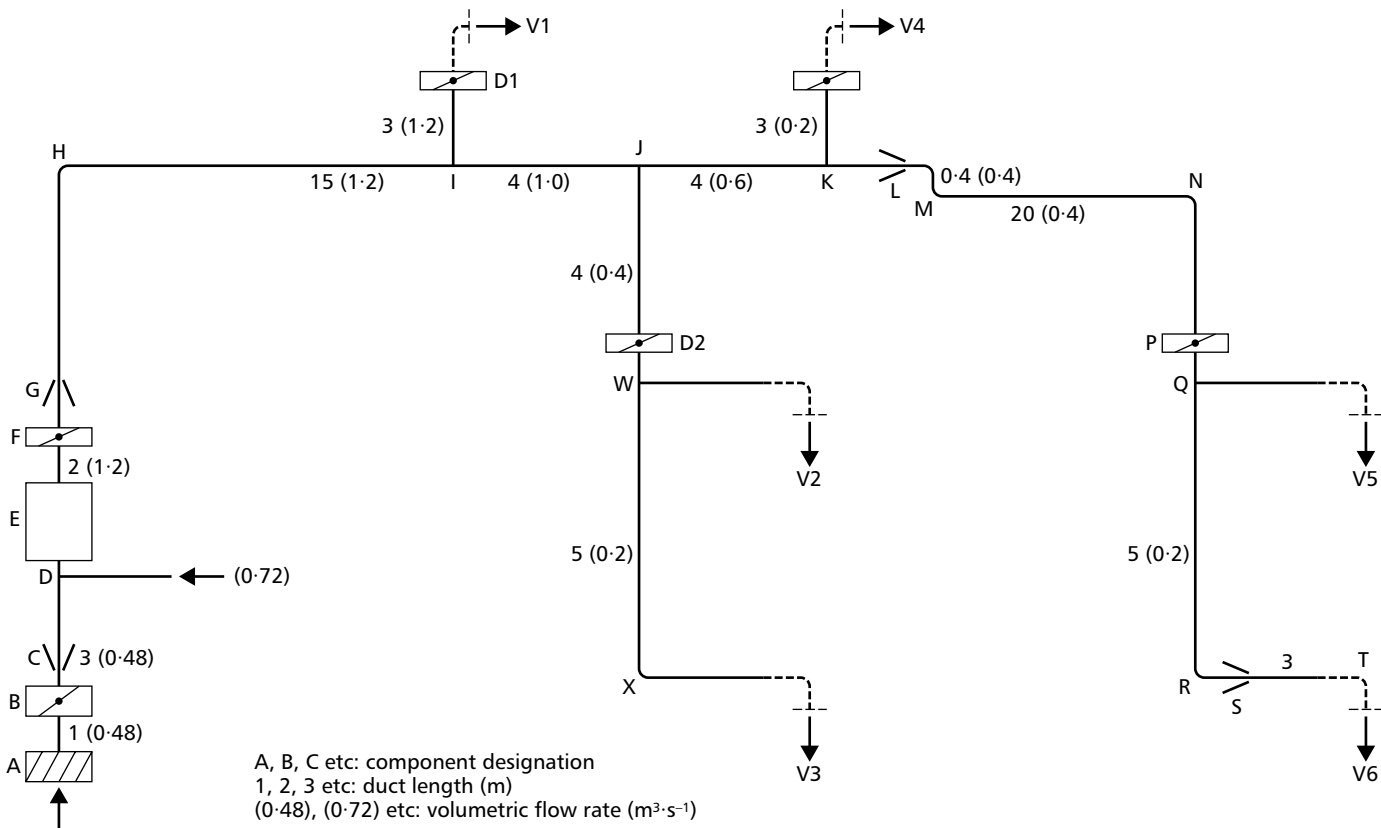 V1
V4
D1
3 (1·2)
3 (0·2)
H
J
15 (1·2)
I
4 (1·0)
4 (0·6)
K
L
0·4 (0·4)
M
20 (0·4)
N
4 (0·4)
D2
P
W
Q
G
F
2 (1·2)
V2
V5
E
5 (0·2)
5 (0·2)
D
(0·72)
C
3 (0·48)
3
T
B
X
R
S
1 (0·48)
A
V3
V6
A, B, C etc: component designation
1, 2, 3 etc: duct length (m)
(0·48), (0·72) etc: volumetric flow rate (m³·s⁻¹)